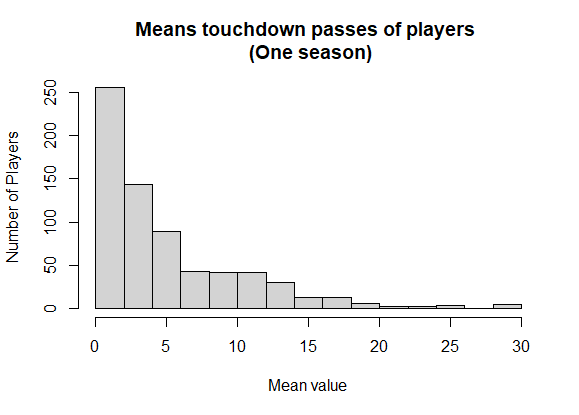 Means touchdown passes of players
(One season)
Number of Players
250
200
150
100
50
0
0 5 10 15 20 25 30
Mean value